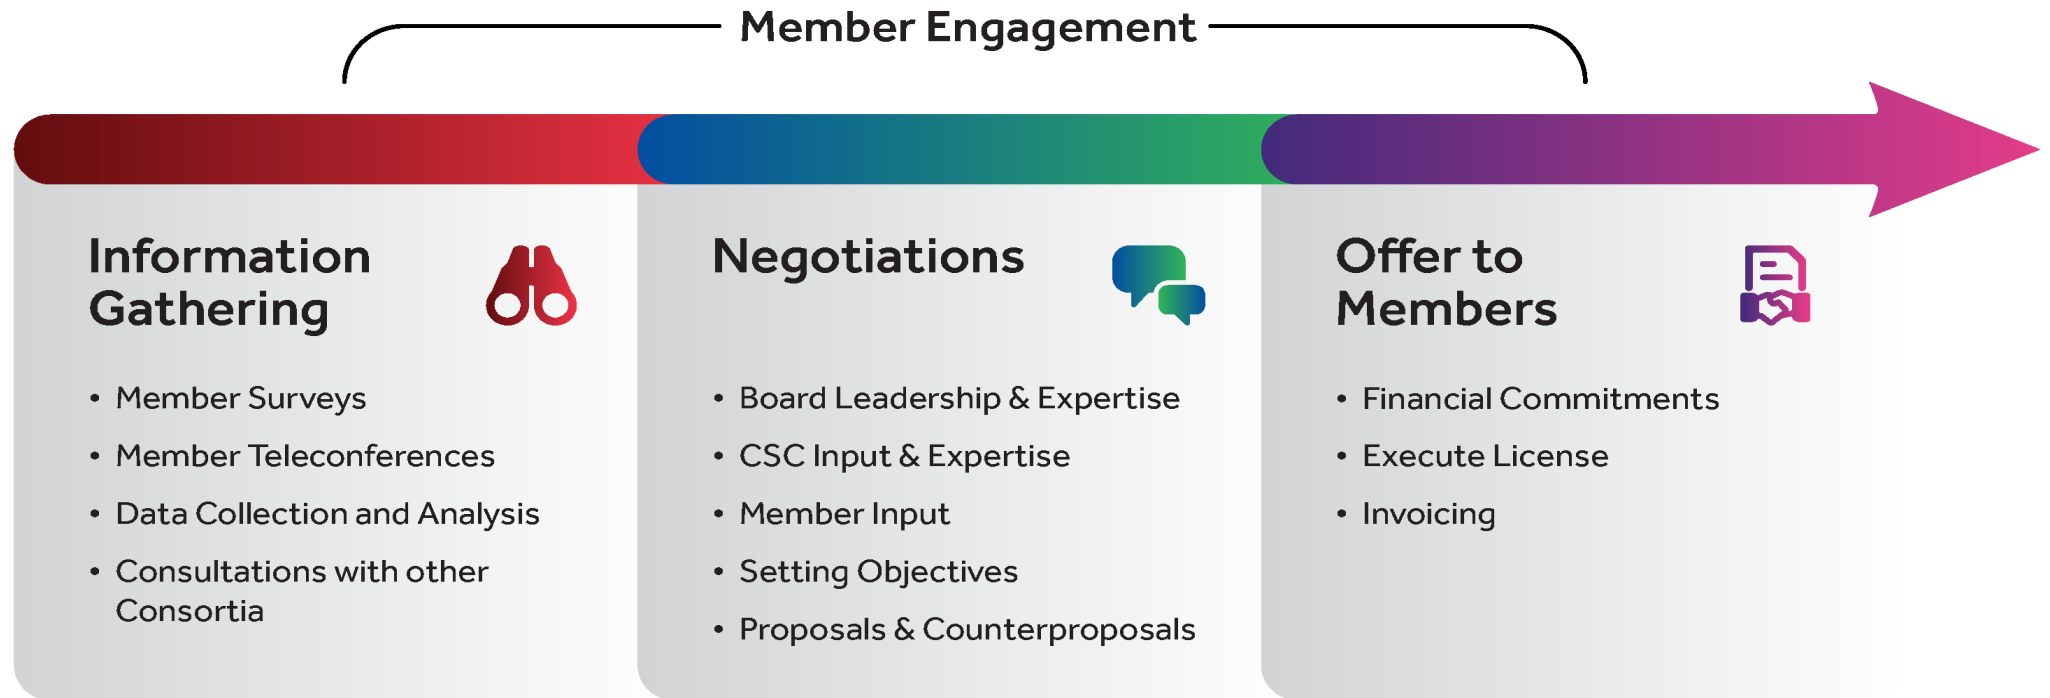 Member Engagement
Information
Gathering
• Member Surveys
• Member Teleconferences
• Data Collection and Analysis
• Consultations with other
Consortia
Negotiations
• Board Leadership & Expertise
• CSC Input & Expertise
• Member Input
• Setting Objectives
• Proposals & Counterproposals
Offer to
Members
• Financial Commitments
• Execute License
• Invoicing